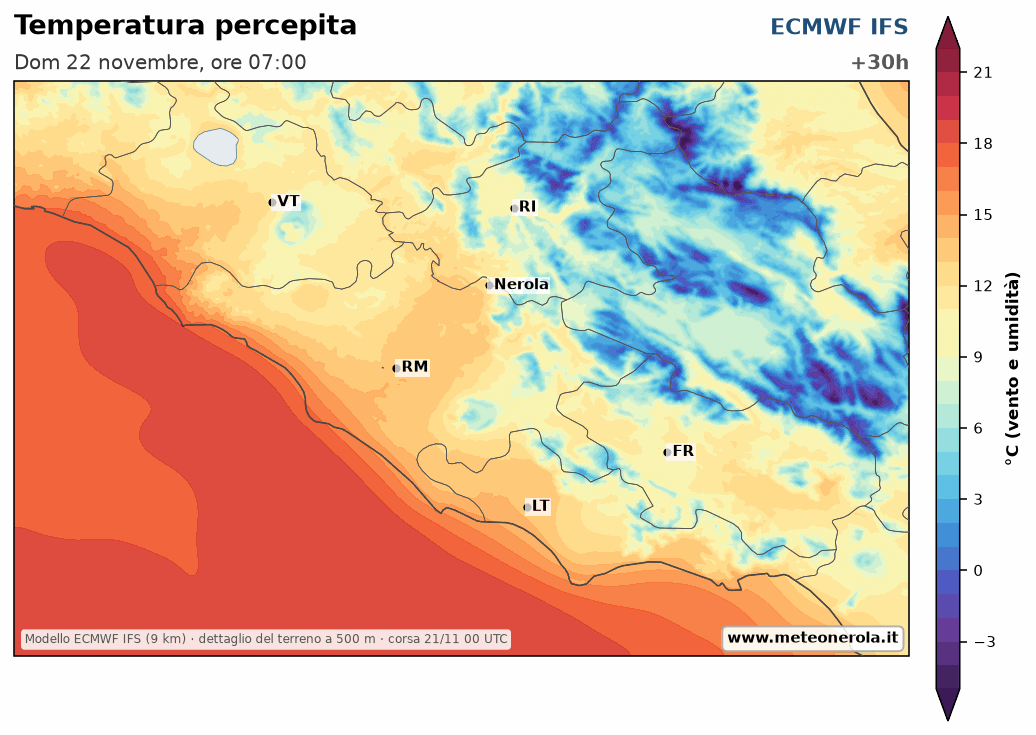 Temperatura percepita
ECMWF IFS
Dom 22 novembre, ore 07:00
+30h
VT
RI
Nerola
RM
FR
LT
Modello ECMWF IFS (9 km) · dettaglio del terreno a 500 m · corsa 21/11 00 UTC
www.meteonerola.it
21
18
15
12
9
6
3
0
−3
°C (vento e umidità)